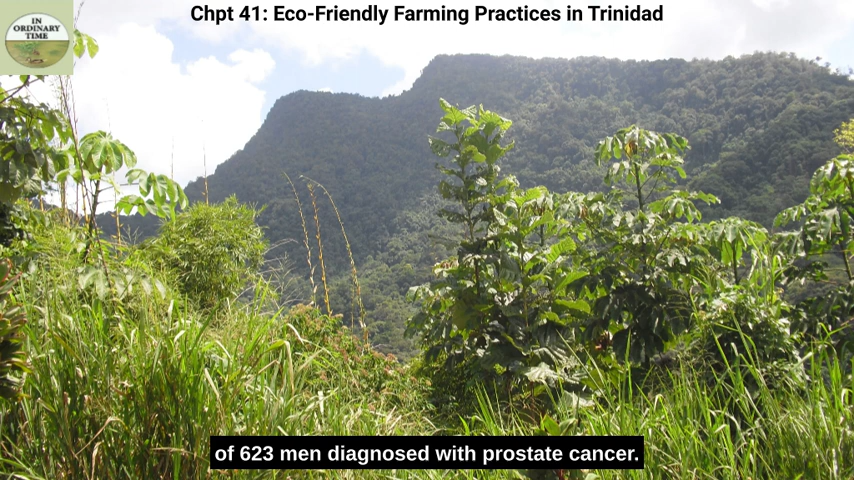 Chpt 41: Eco-Friendly Farming Practices in Trinidad
IN
ORDINARY
TIME
of 623 men diagnosed with prostate cancer.